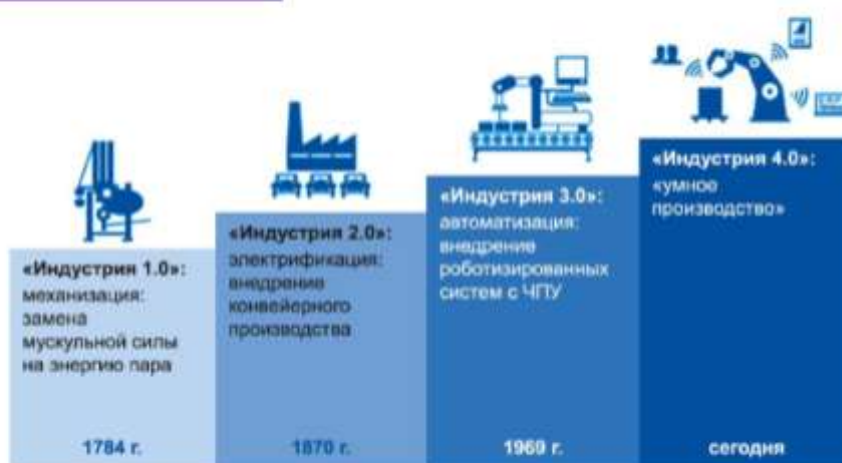 «Индустрия 1.0»:
механизация:
замена
мускульной силы
на энергию пара
1784 г.
«Индустрия 2.0»:
электрификация:
внедрение
конвейерного
производства
1870 г.
«Индустрия 3.0»:
автоматизация:
внедрение
роботизированных
систем с ЧПУ
1969 г.
«Индустрия 4.0»:
«умное
производство»
сегодня